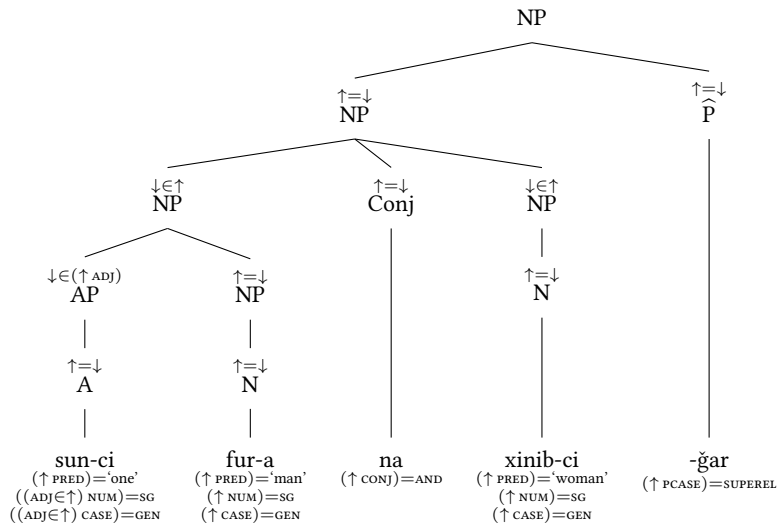 NP
↑=↓ ↑=↓
NP P̂
↓∈↑ ↑=↓ ↓∈↑
NP Conj NP
↓∈(↑ ADJ) ↑=↓ ↑=↓
AP NP N
↑=↓ ↑=↓
A N
sun-ci fur-a na xinib-ci -ğar
(↑ PRED)=‘one’ (↑ PRED)=‘man’ (↑ CONJ)=AND (↑ PRED)=‘woman’ (↑ PCASE)=SUPEREL
((ADJ∈↑) NUM)=SG (↑ NUM)=SG (↑ NUM)=SG
((ADJ∈↑) CASE)=GEN (↑ CASE)=GEN (↑ CASE)=GEN